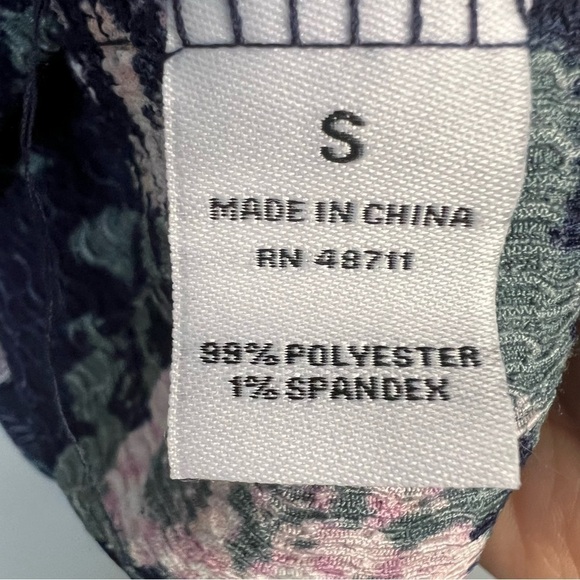 S
MADE IN CHINA
RN 48711
99% POLYESTER
1% SPANDEX